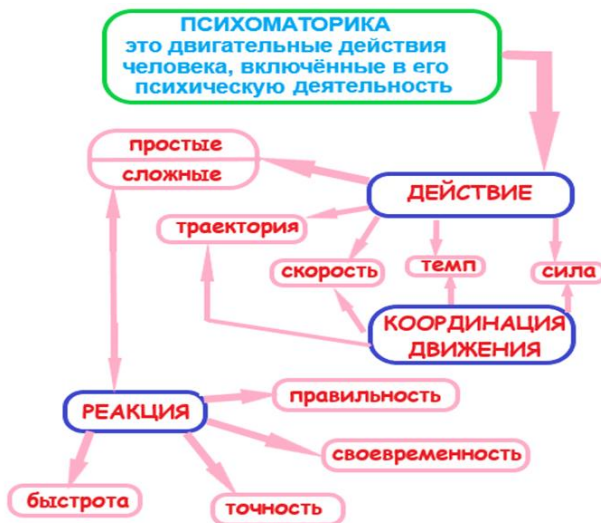 ПСИХОМАТОРИКА
это двигательные действия
человека, включённые в его
психическую деятельность
простые
сложные
ДЕЙСТВИЕ
траектория
скорость
темп
сила
КООРДИНАЦИЯ
ДВИЖЕНИЯ
РЕАКЦИЯ
правильность
своевременность
быстрота
точность